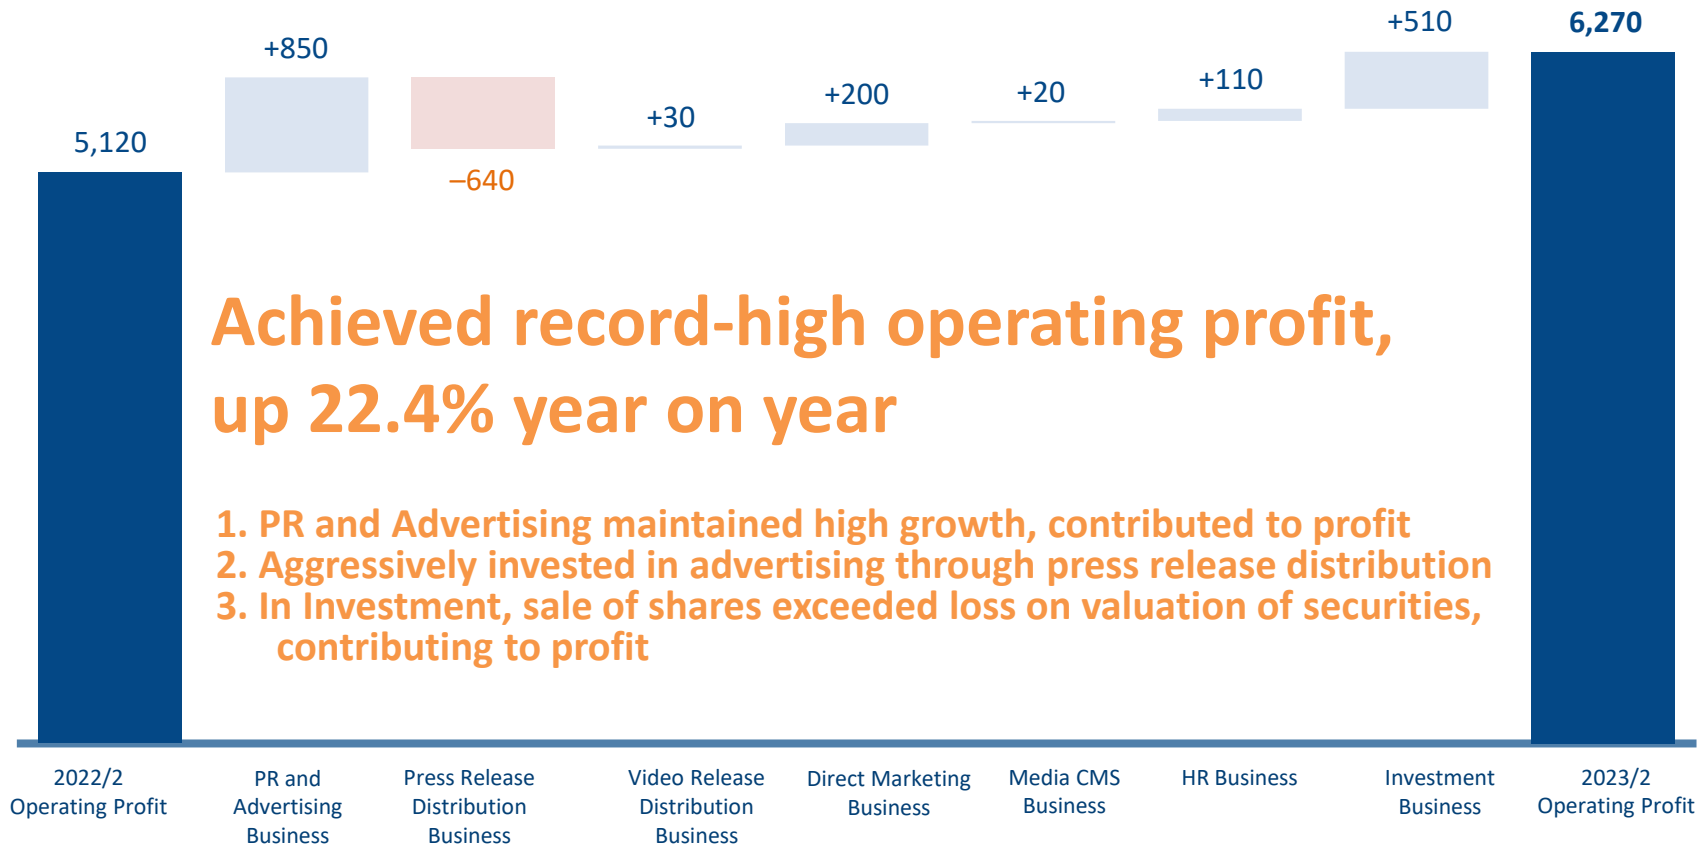 +850
–640
+30
+200
+20
+110
+510
6,270
5,120
Achieved record-high operating profit,
up 22.4% year on year
1. PR and Advertising maintained high growth, contributed to profit
2. Aggressively invested in advertising through press release distribution
3. In Investment, sale of shares exceeded loss on valuation of securities,
contributing to profit
2022/2
Operating Profit
PR and
Advertising
Business
Press Release
Distribution
Business
Video Release
Distribution
Business
Direct Marketing
Business
Media CMS
Business
HR Business
Investment
Business
2023/2
Operating Profit